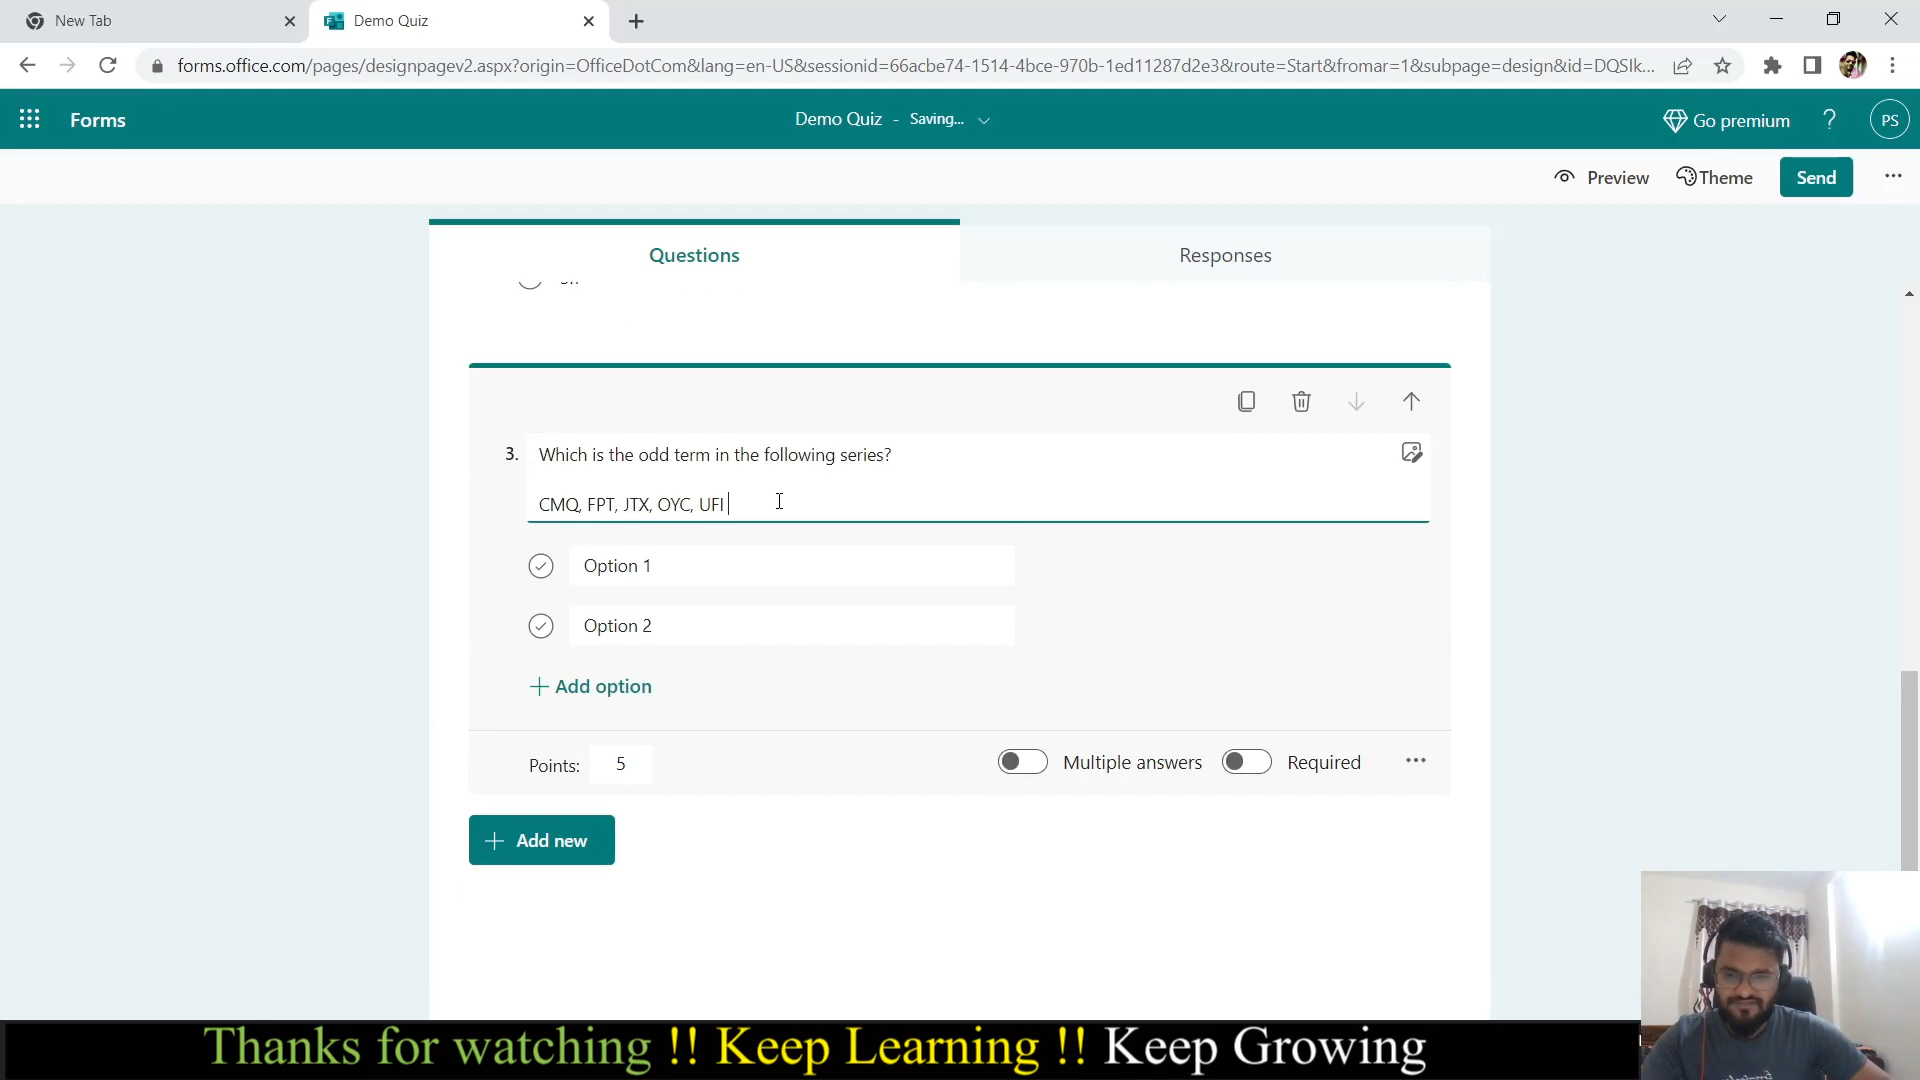 New Tab
Demo Quiz
forms.office.com/pages/designpagev2.aspx?origin=OfficeDotCom&lang=en-US&sessionid=66acbe74-1514-4bce-970b-1ed11287d2e3&route=Start&fromar=1&subpage=design&id=DQSIk...
Forms
Demo Quiz - Saving...
Go premium
?
PS
Preview
Theme
Send
Questions
Responses
3. Which is the odd term in the following series?
CMQ, FPT, JTX, OYC, UFI
Option 1
Option 2
Add option
Points: 5
Multiple answers
Required
Add new
Thanks for watching !! Keep Learning !! Keep Growing